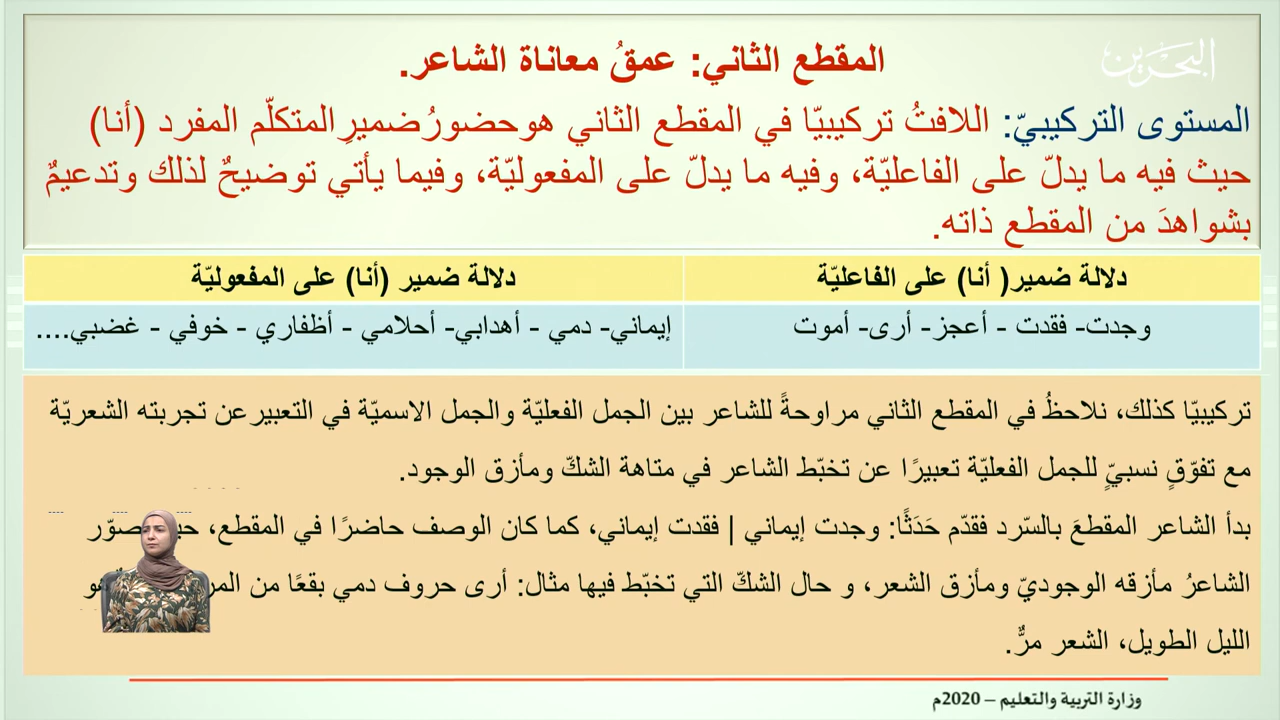 البحرين
المقطع الثاني: عمقُ معاناة الشاعر.
المستوى التركيبيّ: اللافتُ تركيبيّا في المقطع الثاني هوحضورُضميرِالمتكلّم المفرد (أنا)
حيث فيه ما يدلّ على الفاعليّة، وفيه ما يدلّ على المفعوليّة، وفيما يأتي توضيحٌ لذلك وتدعيمٌ
بشواهدَ من المقطع ذاته.
دلالة ضمير( أنا) على الفاعليّة
دلالة ضمير (أنا) على المفعوليّة
وجدت- فقدت - أعجز- أرى- أموت
إيماني- دمي - أهدابي- أحلامي - أظفاري - خوفي - غضبي....
تركيبيّا كذلك، نلاحظُ في المقطع الثاني مراوحةً للشاعر بين الجمل الفعليّة والجمل الاسميّة في التعبيرعن تجربته الشعريّة
مع تفوّقٍ نسبيٍّ للجمل الفعليّة تعبيرًا عن تخبّط الشاعر في متاهة الشكّ ومأزق الوجود.
بدأ الشاعر المقطعَ بالسّرد فقدّم حَدَثًا: وجدت إيماني | فقدت إيماني، كما كان الوصف حاضرًا في المقطع،
الشاعرُ مأزقه الوجوديّ ومأزق الشعر، و حال الشكّ التي تخبّط فيها مثال: أرى حروف دمي بقعًا من
الليل الطويل، الشعر مرٌّ.
وزارة التربية والتعليم – 2020م